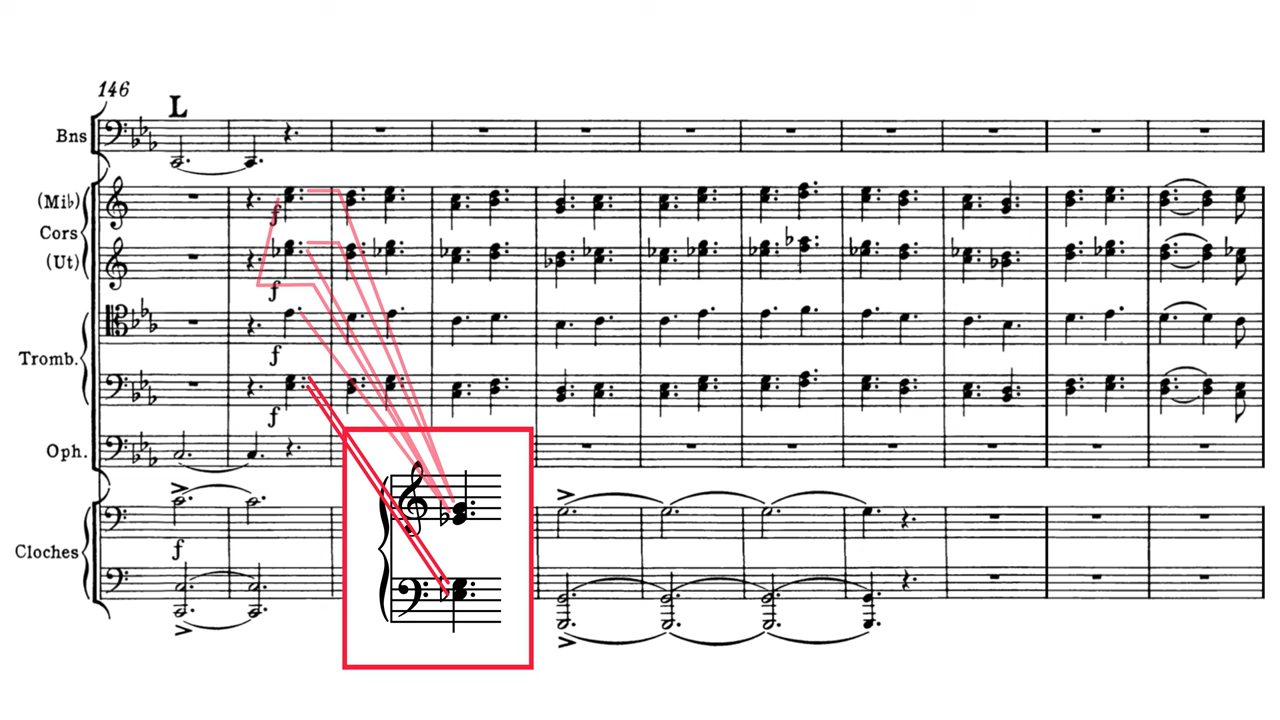 146
L
Bns
(Mib)
f
Cors
(Ut)
f
f
Tromb.
f
Oph.
Cloches
f